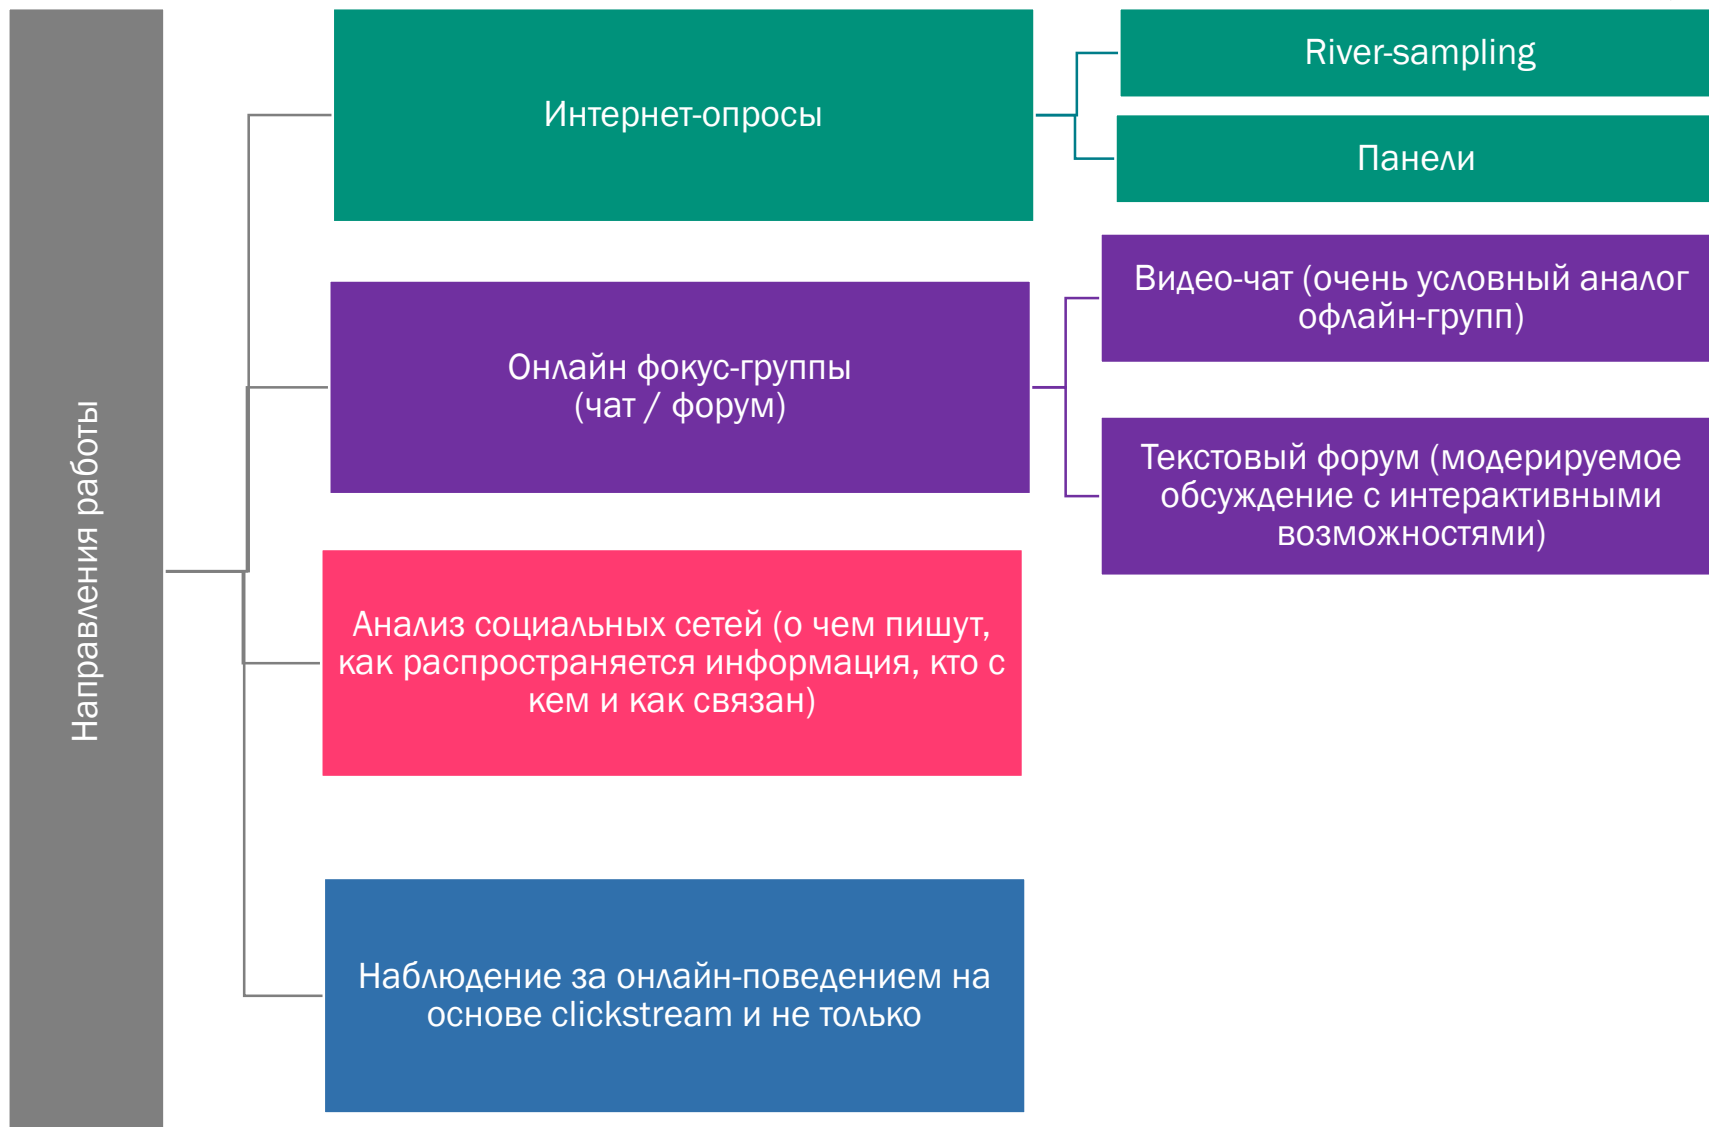 Направления работы
Интернет-опросы
River-sampling
Панели
Онлайн фокус-группы
(чат / форум)
Видео-чат (очень условный аналог
офлайн-групп)
Текстовый форум (модерируемое
обсуждение с интерактивными
возможностями)
Анализ социальных сетей (о чем пишут,
как распространяется информация, кто с
кем и как связан)
Наблюдение за онлайн-поведением на
основе clickstream и не только